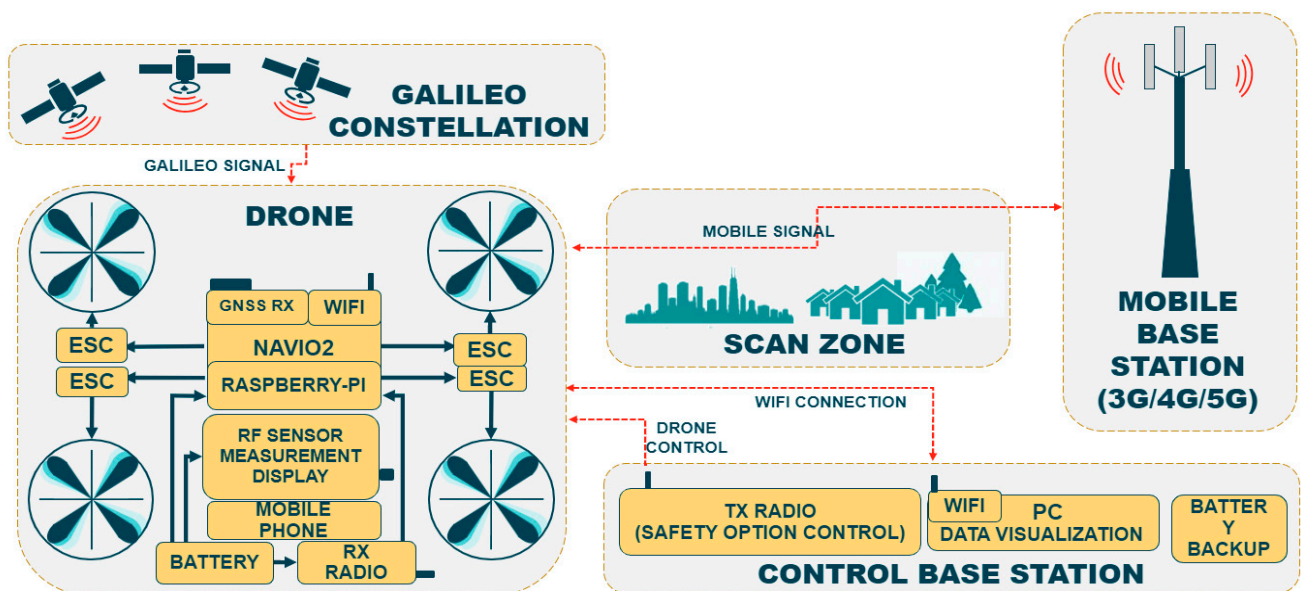 GALILEO
CONSTELLATION
GALILEO SIGNAL
DRONE
GNSS RX
WIFI
NAVIO2
RASPBERRY-PI
ESC
ESC
ESC
ESC
RF SENSOR
MEASUREMENT
DISPLAY
MOBILE
PHONE
BATTERY
RX
RADIO
MOBILE SIGNAL
SCAN ZONE
MOBILE
BASE
STATION
(3G/4G/5G)
WIFI CONNECTION
DRONE
CONTROL
TX RADIO
(SAFETY OPTION CONTROL)
WIFI
PC
DATA VISUALIZATION
BATTER
Y
BACKUP
CONTROL BASE STATION